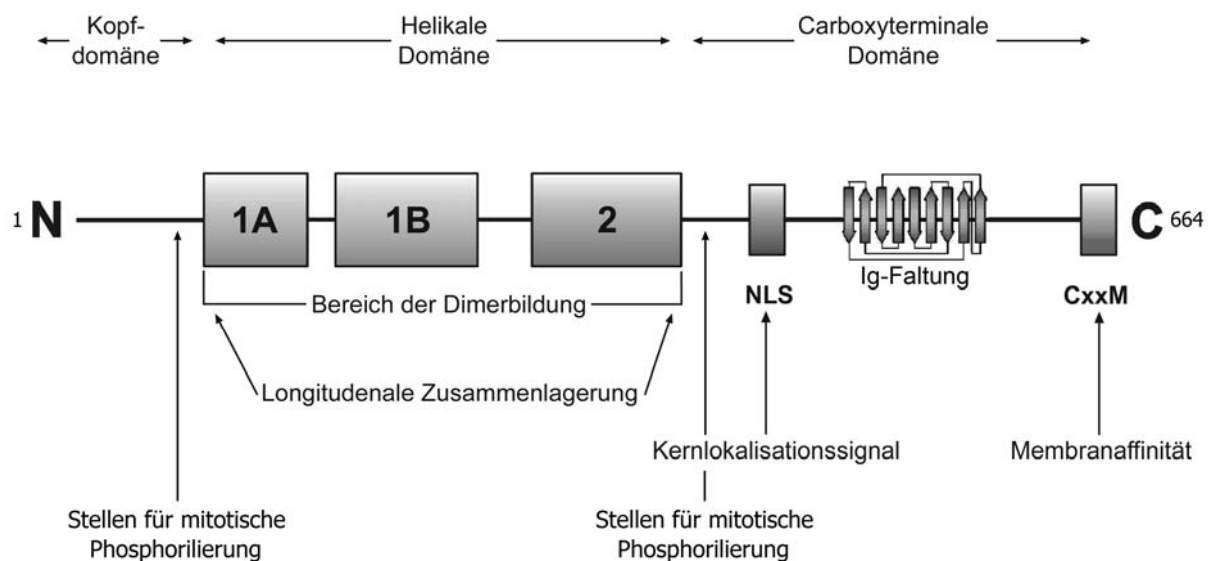 Kopf-
domäne
Helikale
Domäne
Carboxyterminale
Domäne
1 N
1A
1B
2
C 664
NLS
Ig-Faltung
CxxM
Bereich der Dimerbildung
Longitudenale Zusammenlagerung
Kernlokalisationssignal
Membranaffinität
Stellen für mitotische
Phosphorilierung
Stellen für mitotische
Phosphorilierung